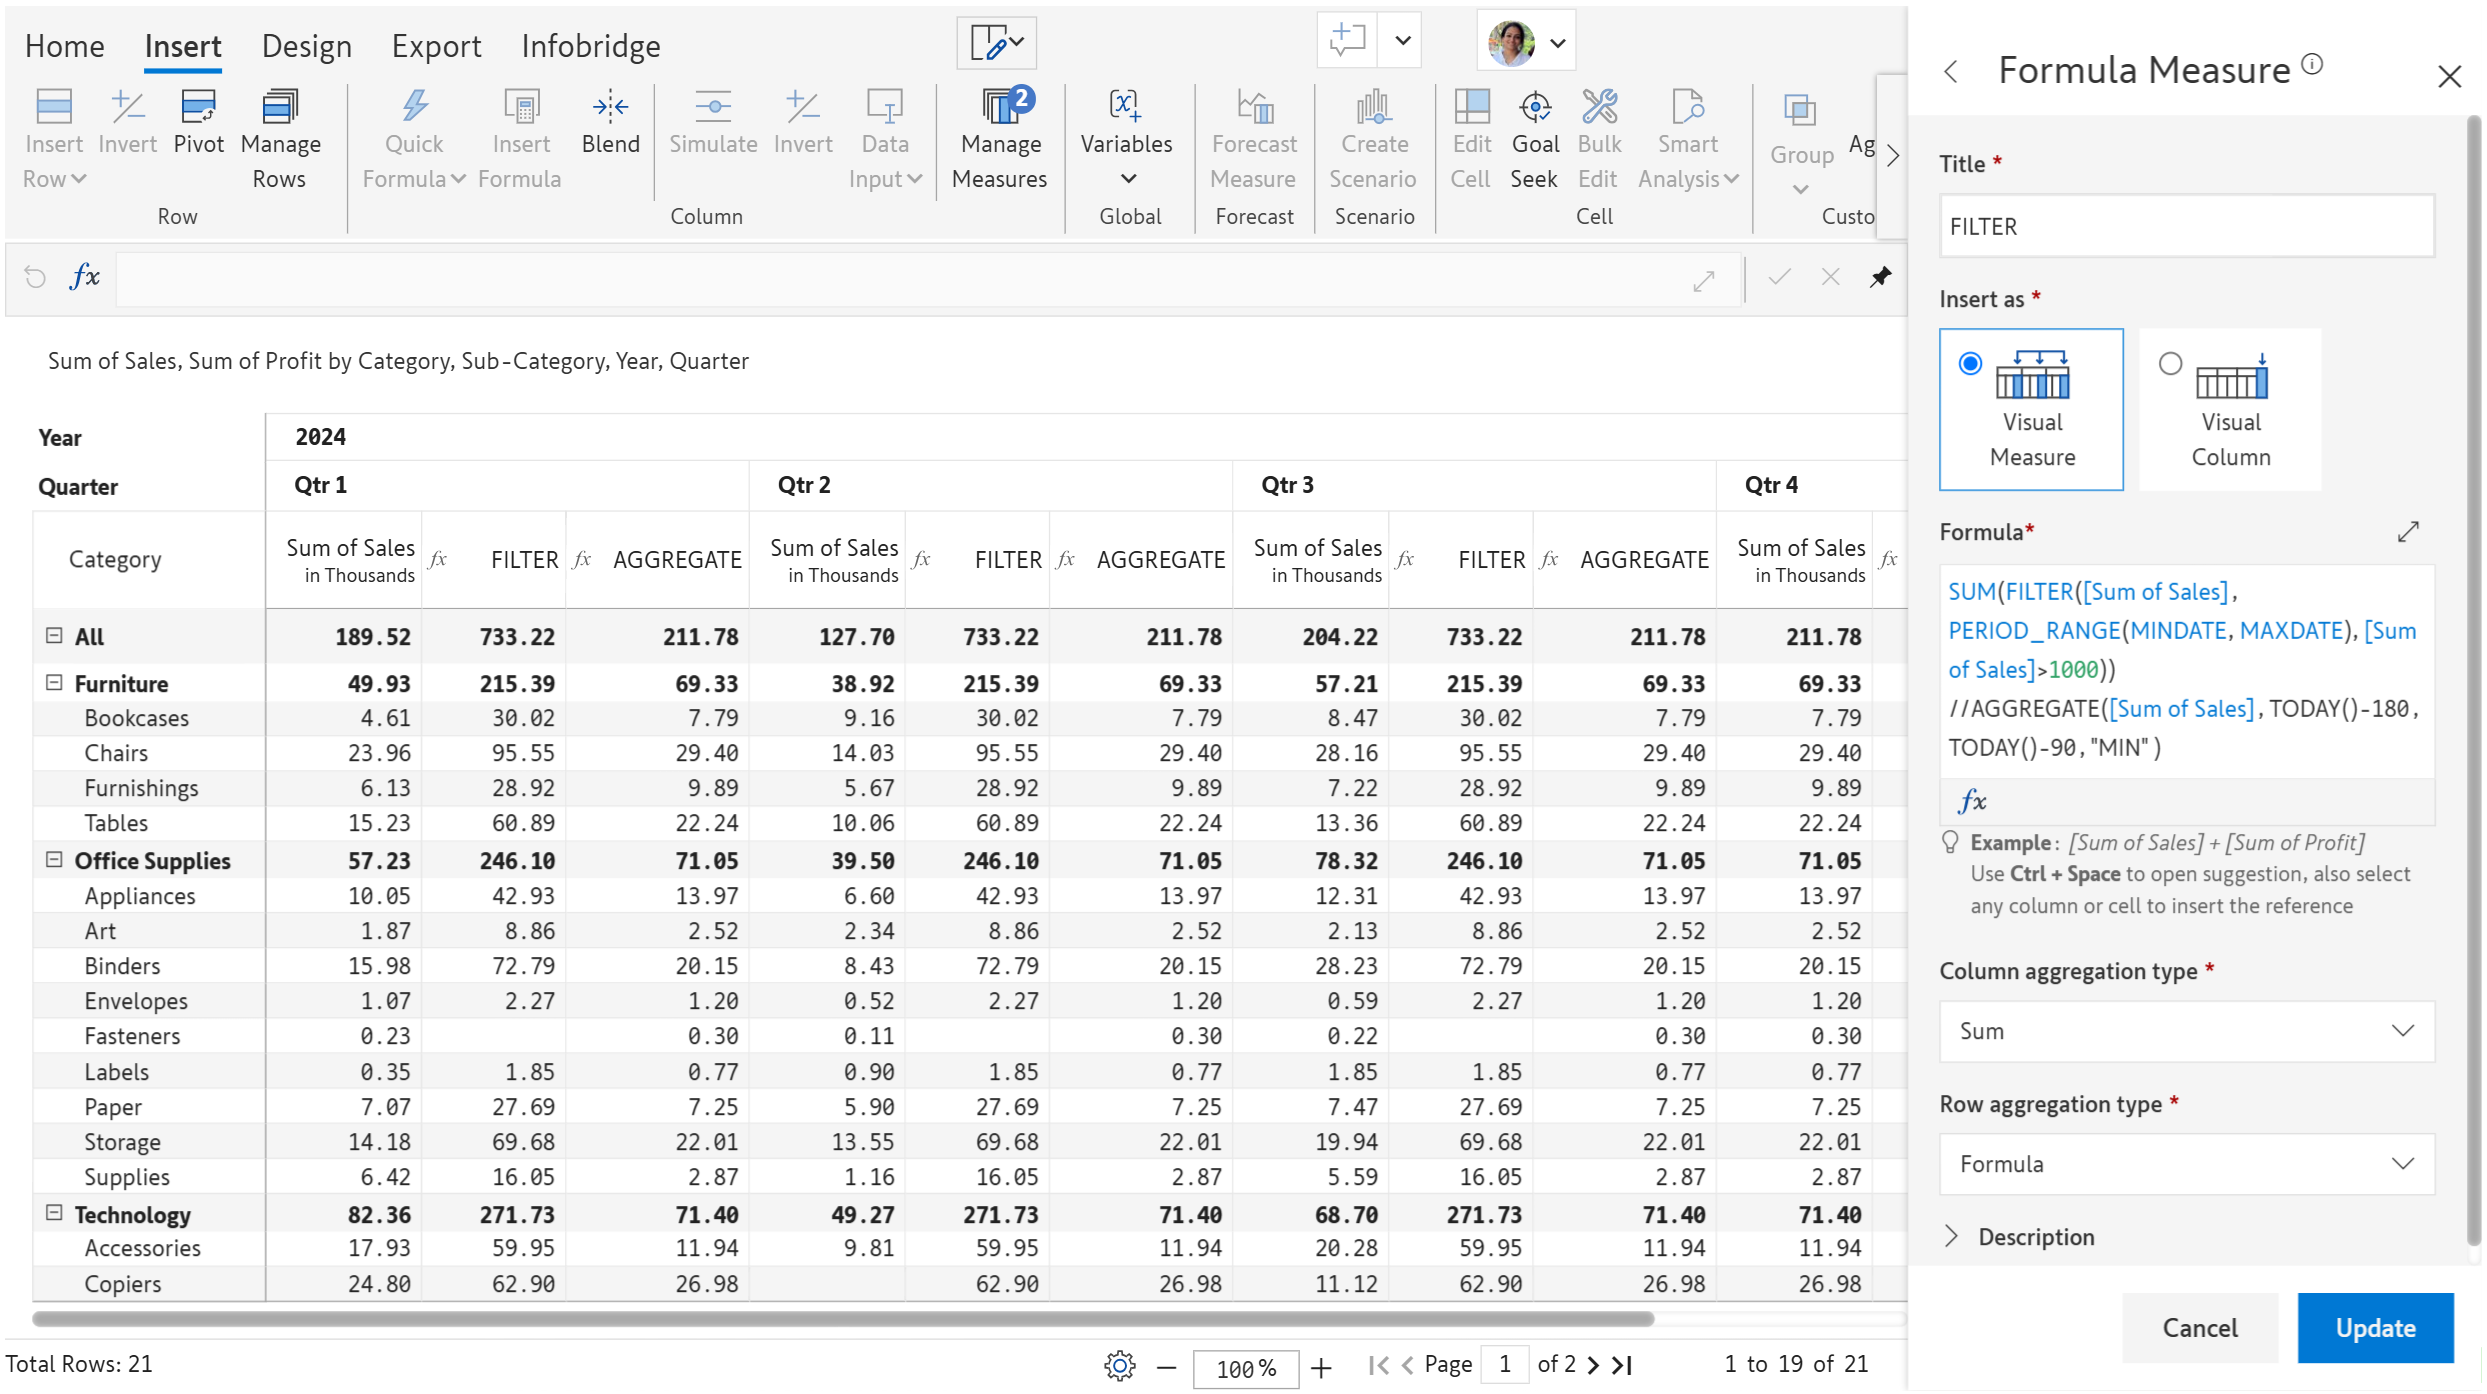 Home Insert Design Export Infobridge
Insert Row Invert Pivot Manage Rows Quick Formula Insert Formula Blend Simulate Invert Data Input Manage Measures 2 Variables Forecast Measure Create Scenario Edit Cell Goal Seek Bulk Edit Smart Analysis Group Ag
Row Column Global Forecast Scenario Cell Custo
fx
Sum of Sales, Sum of Profit by Category, Sub-Category, Year, Quarter
Year 2024
Quarter Qtr 1 Qtr 2 Qtr 3 Qtr 4
Category Sum of Sales in Thousands fx FILTER fx AGGREGATE Sum of Sales in Thousands fx FILTER fx AGGREGATE Sum of Sales in Thousands fx FILTER fx AGGREGATE Sum of Sales in Thousands fx
All 189.52 733.22 211.78 127.70 733.22 211.78 204.22 733.22 211.78 211.78
Furniture 49.93 215.39 69.33 38.92 215.39 69.33 57.21 215.39 69.33 69.33
Bookcases 4.61 30.02 7.79 9.16 30.02 7.79 8.47 30.02 7.79 7.79
Chairs 23.96 95.55 29.40 14.03 95.55 29.40 28.16 95.55 29.40 29.40
Furnishings 6.13 28.92 9.89 5.67 28.92 9.89 7.22 28.92 9.89 9.89
Tables 15.23 60.89 22.24 10.06 60.89 22.24 13.36 60.89 22.24 22.24
Office Supplies 57.23 246.10 71.05 39.50 246.10 71.05 78.32 246.10 71.05 71.05
Appliances 10.05 42.93 13.97 6.60 42.93 13.97 12.31 42.93 13.97 13.97
Art 1.87 8.86 2.52 2.34 8.86 2.52 2.13 8.86 2.52 2.52
Binders 15.98 72.79 20.15 8.43 72.79 20.15 28.23 72.79 20.15 20.15
Envelopes 1.07 2.27 1.20 0.52 2.27 1.20 0.59 2.27 1.20 1.20
Fasteners 0.23 0.30 0.11 0.30 0.22 0.30 0.30
Labels 0.35 1.85 0.77 0.90 1.85 0.77 1.85 1.85 0.77 0.77
Paper 7.07 27.69 7.25 5.90 27.69 7.25 7.47 27.69 7.25 7.25
Storage 14.18 69.68 22.01 13.55 69.68 22.01 19.94 69.68 22.01 22.01
Supplies 6.42 16.05 2.87 1.16 16.05 2.87 5.59 16.05 2.87 2.87
Technology 82.36 271.73 71.40 49.27 271.73 71.40 68.70 271.73 71.40 71.40
Accessories 17.93 59.95 11.94 9.81 59.95 11.94 20.28 59.95 11.94 11.94
Copiers 24.80 62.90 26.98 62.90 26.98 11.12 62.90 26.98 26.98
Total Rows: 21 100% Page 1 of 2 1 to 19 of 21
Formula Measure
Title *
FILTER
Insert as *
Visual Measure
Visual Column
Formula*
SUM(FILTER([Sum of Sales],
PERIOD_RANGE(MINDATE, MAXDATE), [Sum
of Sales]>1000))
//AGGREGATE([Sum of Sales], TODAY()-180,
TODAY()-90,"MIN")
fx
Example: [Sum of Sales] + [Sum of Profit]
Use Ctrl + Space to open suggestion, also select
any column or cell to insert the reference
Column aggregation type *
Sum
Row aggregation type *
Formula
Description
Cancel Update